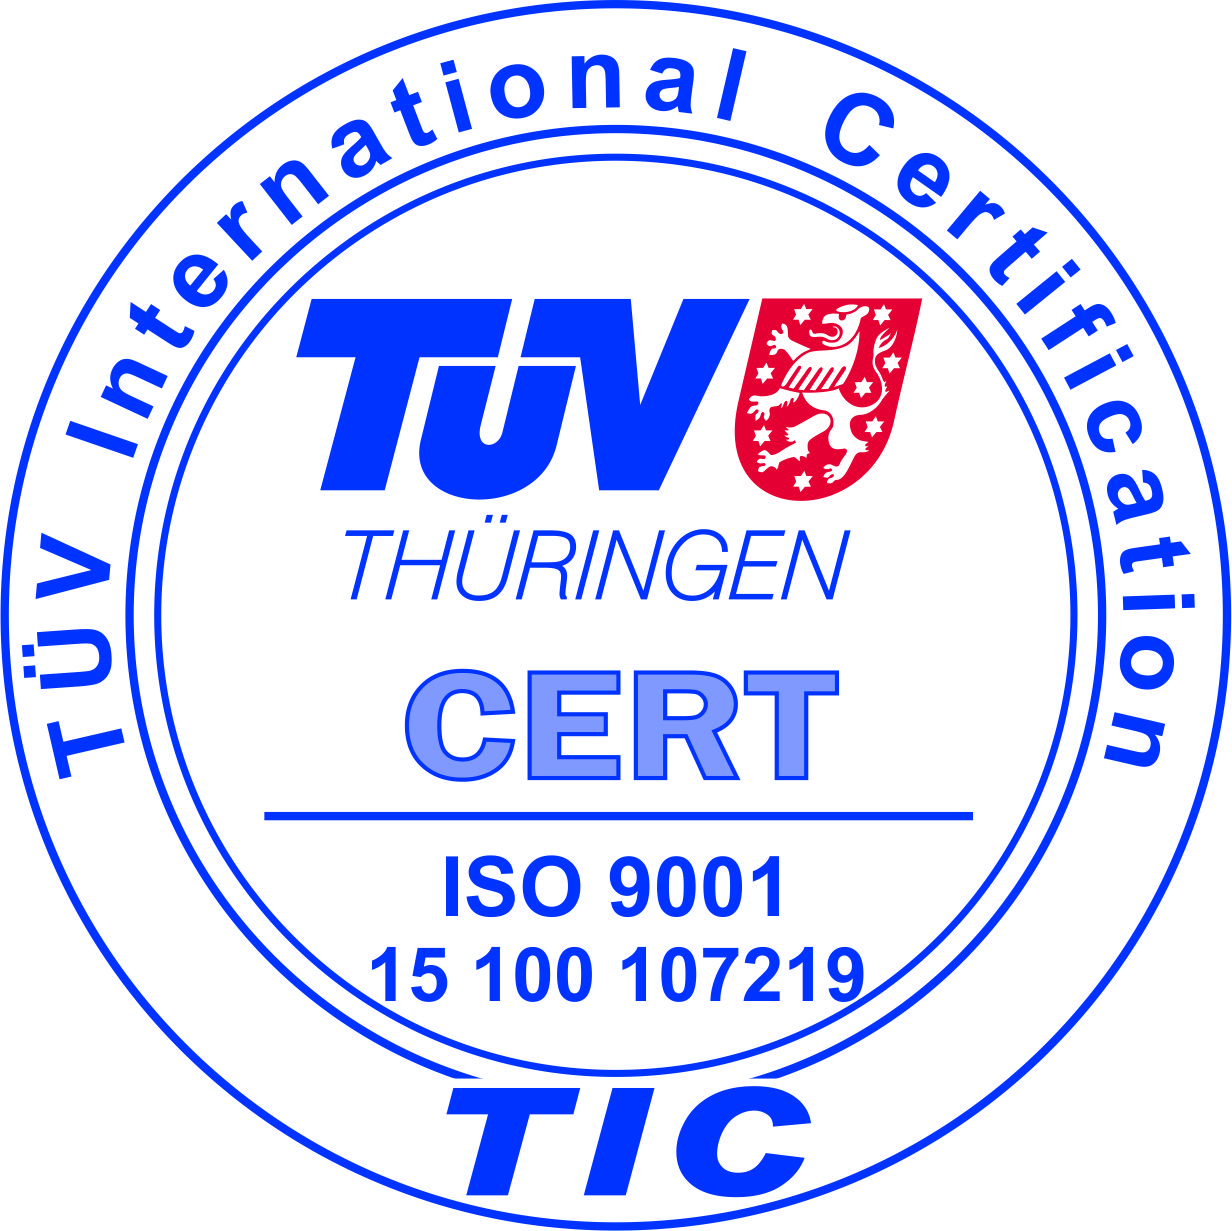 TÜV International Certification
TÜV
THÜRINGEN
CERT
ISO 9001
15 100 107219
TIC